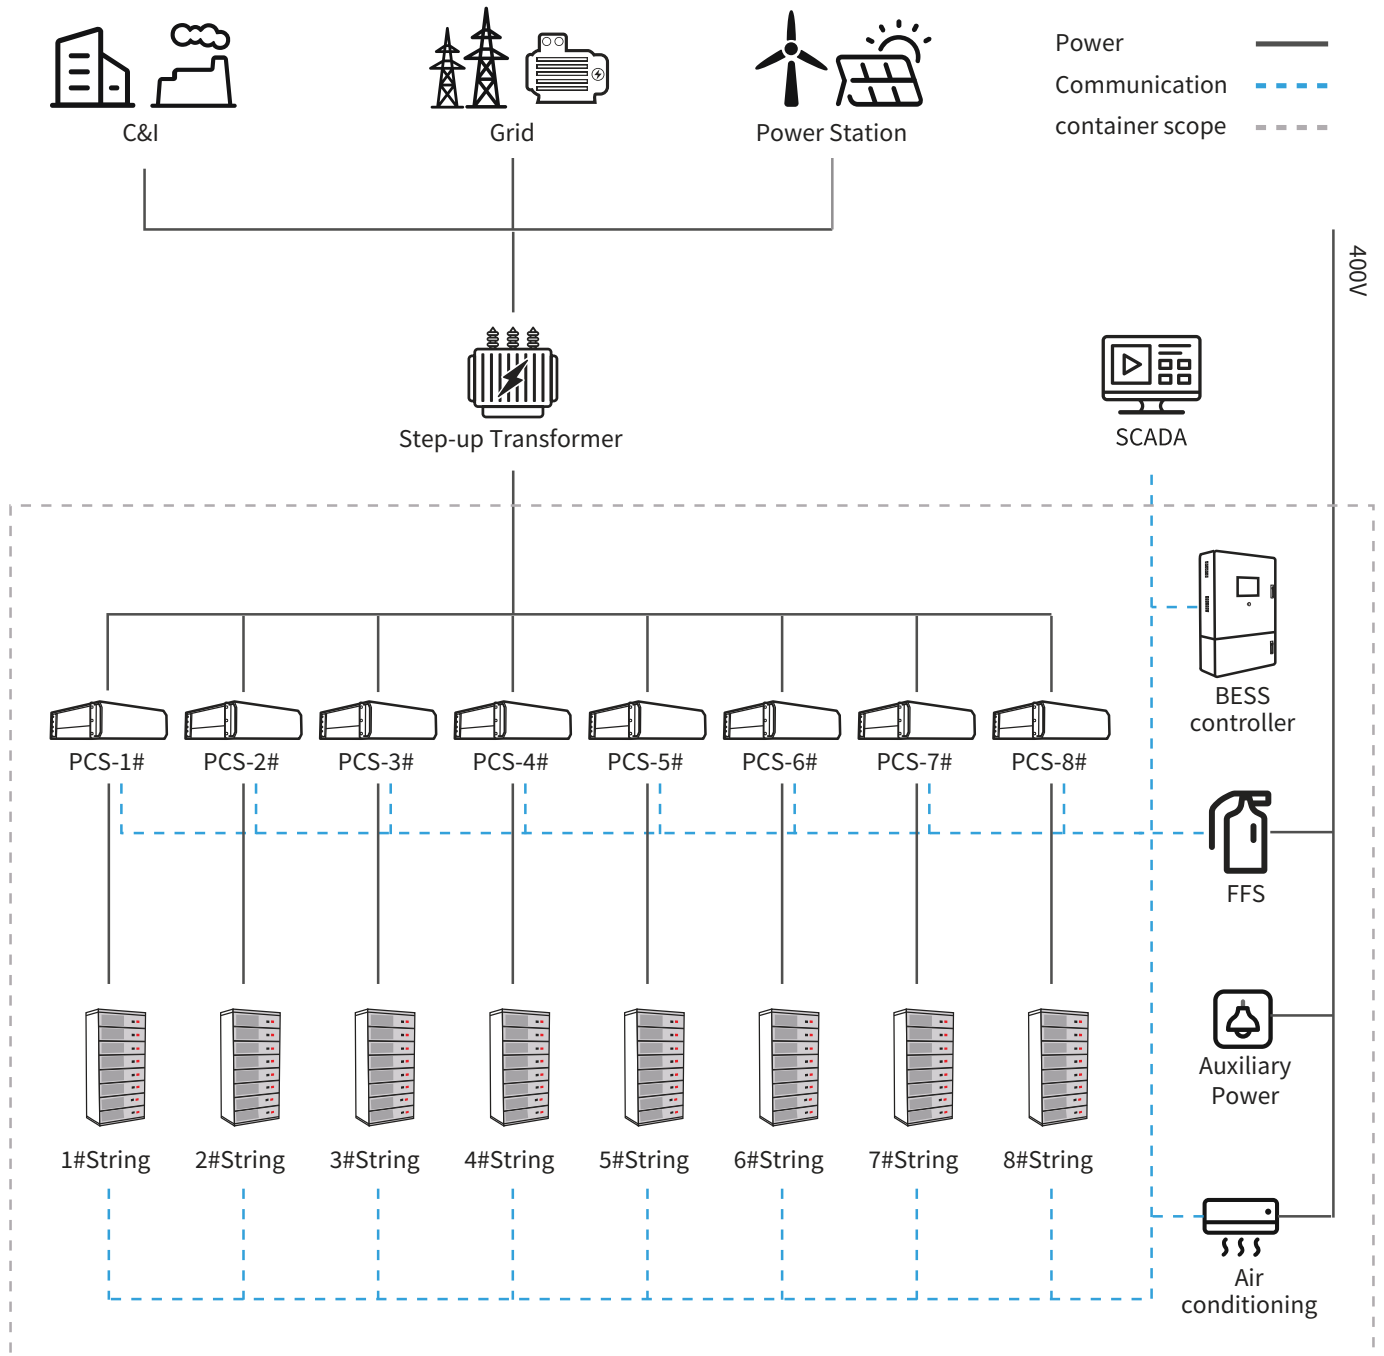 C&I
Grid
Power Station
Power
Communication
container scope
400V
Step-up Transformer
SCADA
BESS
controller
PCS-1#
PCS-2#
PCS-3#
PCS-4#
PCS-5#
PCS-6#
PCS-7#
PCS-8#
FFS
Auxiliary
Power
1#String
2#String
3#String
4#String
5#String
6#String
7#String
8#String
Air
conditioning